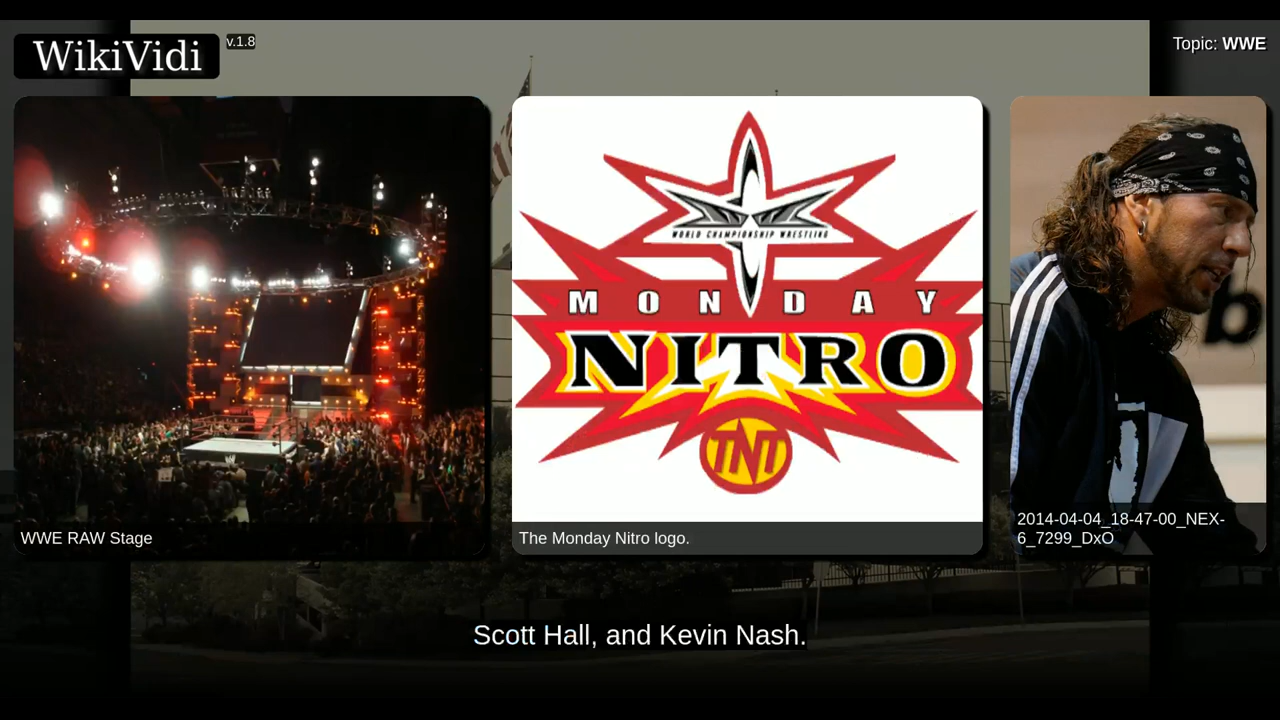 WikiVidi
v.1.8
Topic: WWE
WORLD CHAMPIONSHIP WRESTLING
MONDAY
NITRO
TNT
b
WWE RAW Stage
The Monday Nitro logo.
2014-04-04_18-47-00_NEX-
6_7299_DxO
Scott Hall, and Kevin Nash.